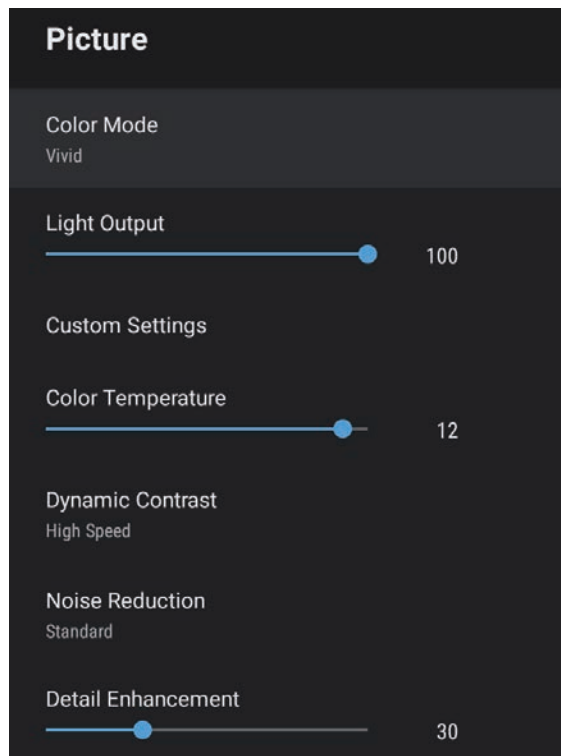 Picture
Color Mode
Vivid
Light Output
100
Custom Settings
Color Temperature
12
Dynamic Contrast
High Speed
Noise Reduction
Standard
Detail Enhancement
30